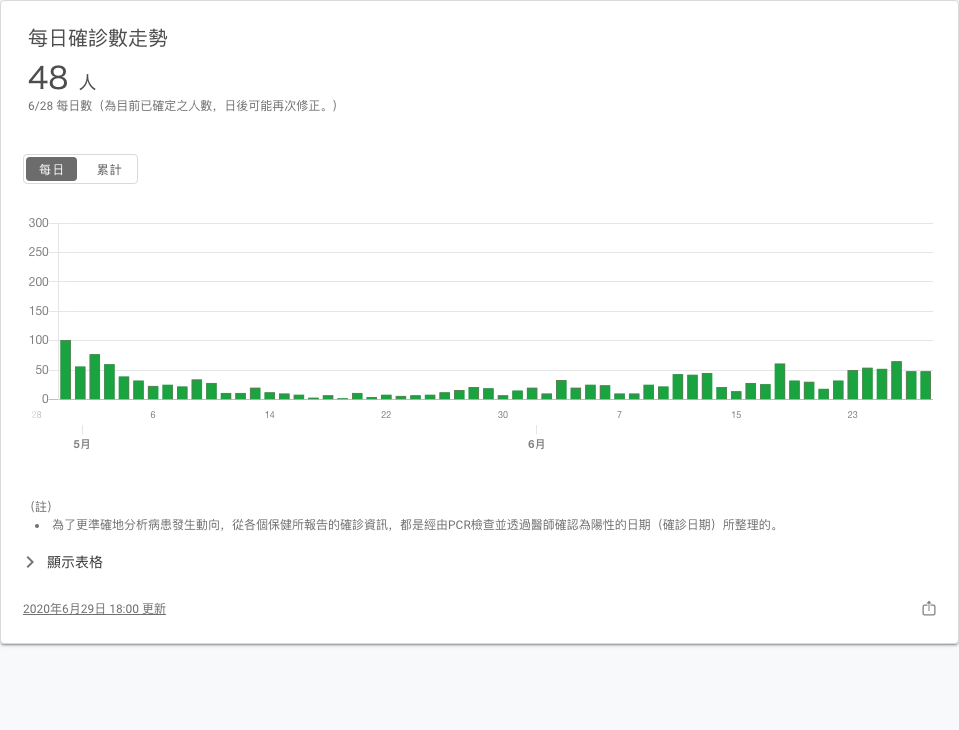 每日確診數走勢
48 人
6/28 每日數（為目前已確定之人數，日後可能再次修正。）
每日 累計
300
250
200
150
100
50
0
28 6 14 22 30 7 15 23
5月 6月
（註）
• 為了更準確地分析病患發生動向，從各個保健所報告的確診資訊，都是經由PCR檢查並透過醫師確認為陽性的日期（確診日期）所整理的。
顯示表格
2020年6月29日 18:00 更新